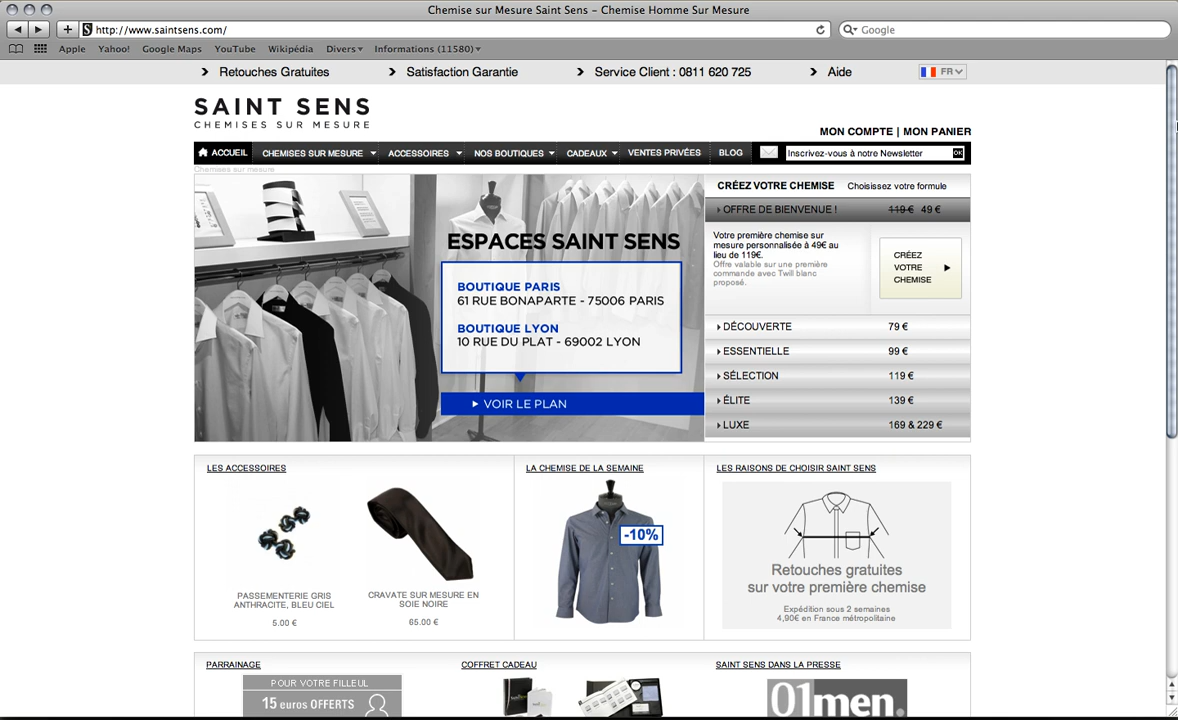 Chemise sur Mesure Saint Sens – Chemise Homme Sur Mesure
http://www.saintsens.com/
Google
Apple Yahoo! Google Maps YouTube Wikipédia Divers Informations (11580)
Retouches Gratuites Satisfaction Garantie Service Client : 0811 620 725 Aide FR
SAINT SENS
CHEMISES SUR MESURE
MON COMPTE | MON PANIER
ACCUEIL CHEMISES SUR MESURE ACCESSOIRES NOS BOUTIQUES CADEAUX VENTES PRIVÉES BLOG Inscrivez-vous à notre Newsletter OK
Chemises sur mesure
ESPACES SAINT SENS
BOUTIQUE PARIS
61 RUE BONAPARTE - 75006 PARIS
BOUTIQUE LYON
10 RUE DU PLAT - 69002 LYON
VOIR LE PLAN
CRÉEZ VOTRE CHEMISE Choisissez votre formule
OFFRE DE BIENVENUE ! 119 € 49 €
Votre première chemise sur
mesure personnalisée à 49€ au
lieu de 119€.
Offre valable sur une première
commande avec Twill blanc
proposé.
CRÉEZ
VOTRE
CHEMISE
DÉCOUVERTE 79 €
ESSENTIELLE 99 €
SÉLECTION 119 €
ÉLITE 139 €
LUXE 169 & 229 €
LES ACCESSOIRES
PASSEMENTERIE GRIS
ANTHRACITE, BLEU CIEL
5.00 €
CRAVATE SUR MESURE EN
SOIE NOIRE
65.00 €
LA CHEMISE DE LA SEMAINE
-10%
LES RAISONS DE CHOISIR SAINT SENS
Retouches gratuites
sur votre première chemise
Expédition sous 2 semaines
4,90€ en France métropolitaine
PARRAINAGE
POUR VOTRE FILLEUL
15 euros OFFERTS
COFFRET CADEAU
SAINT SENS DANS LA PRESSE
01men.